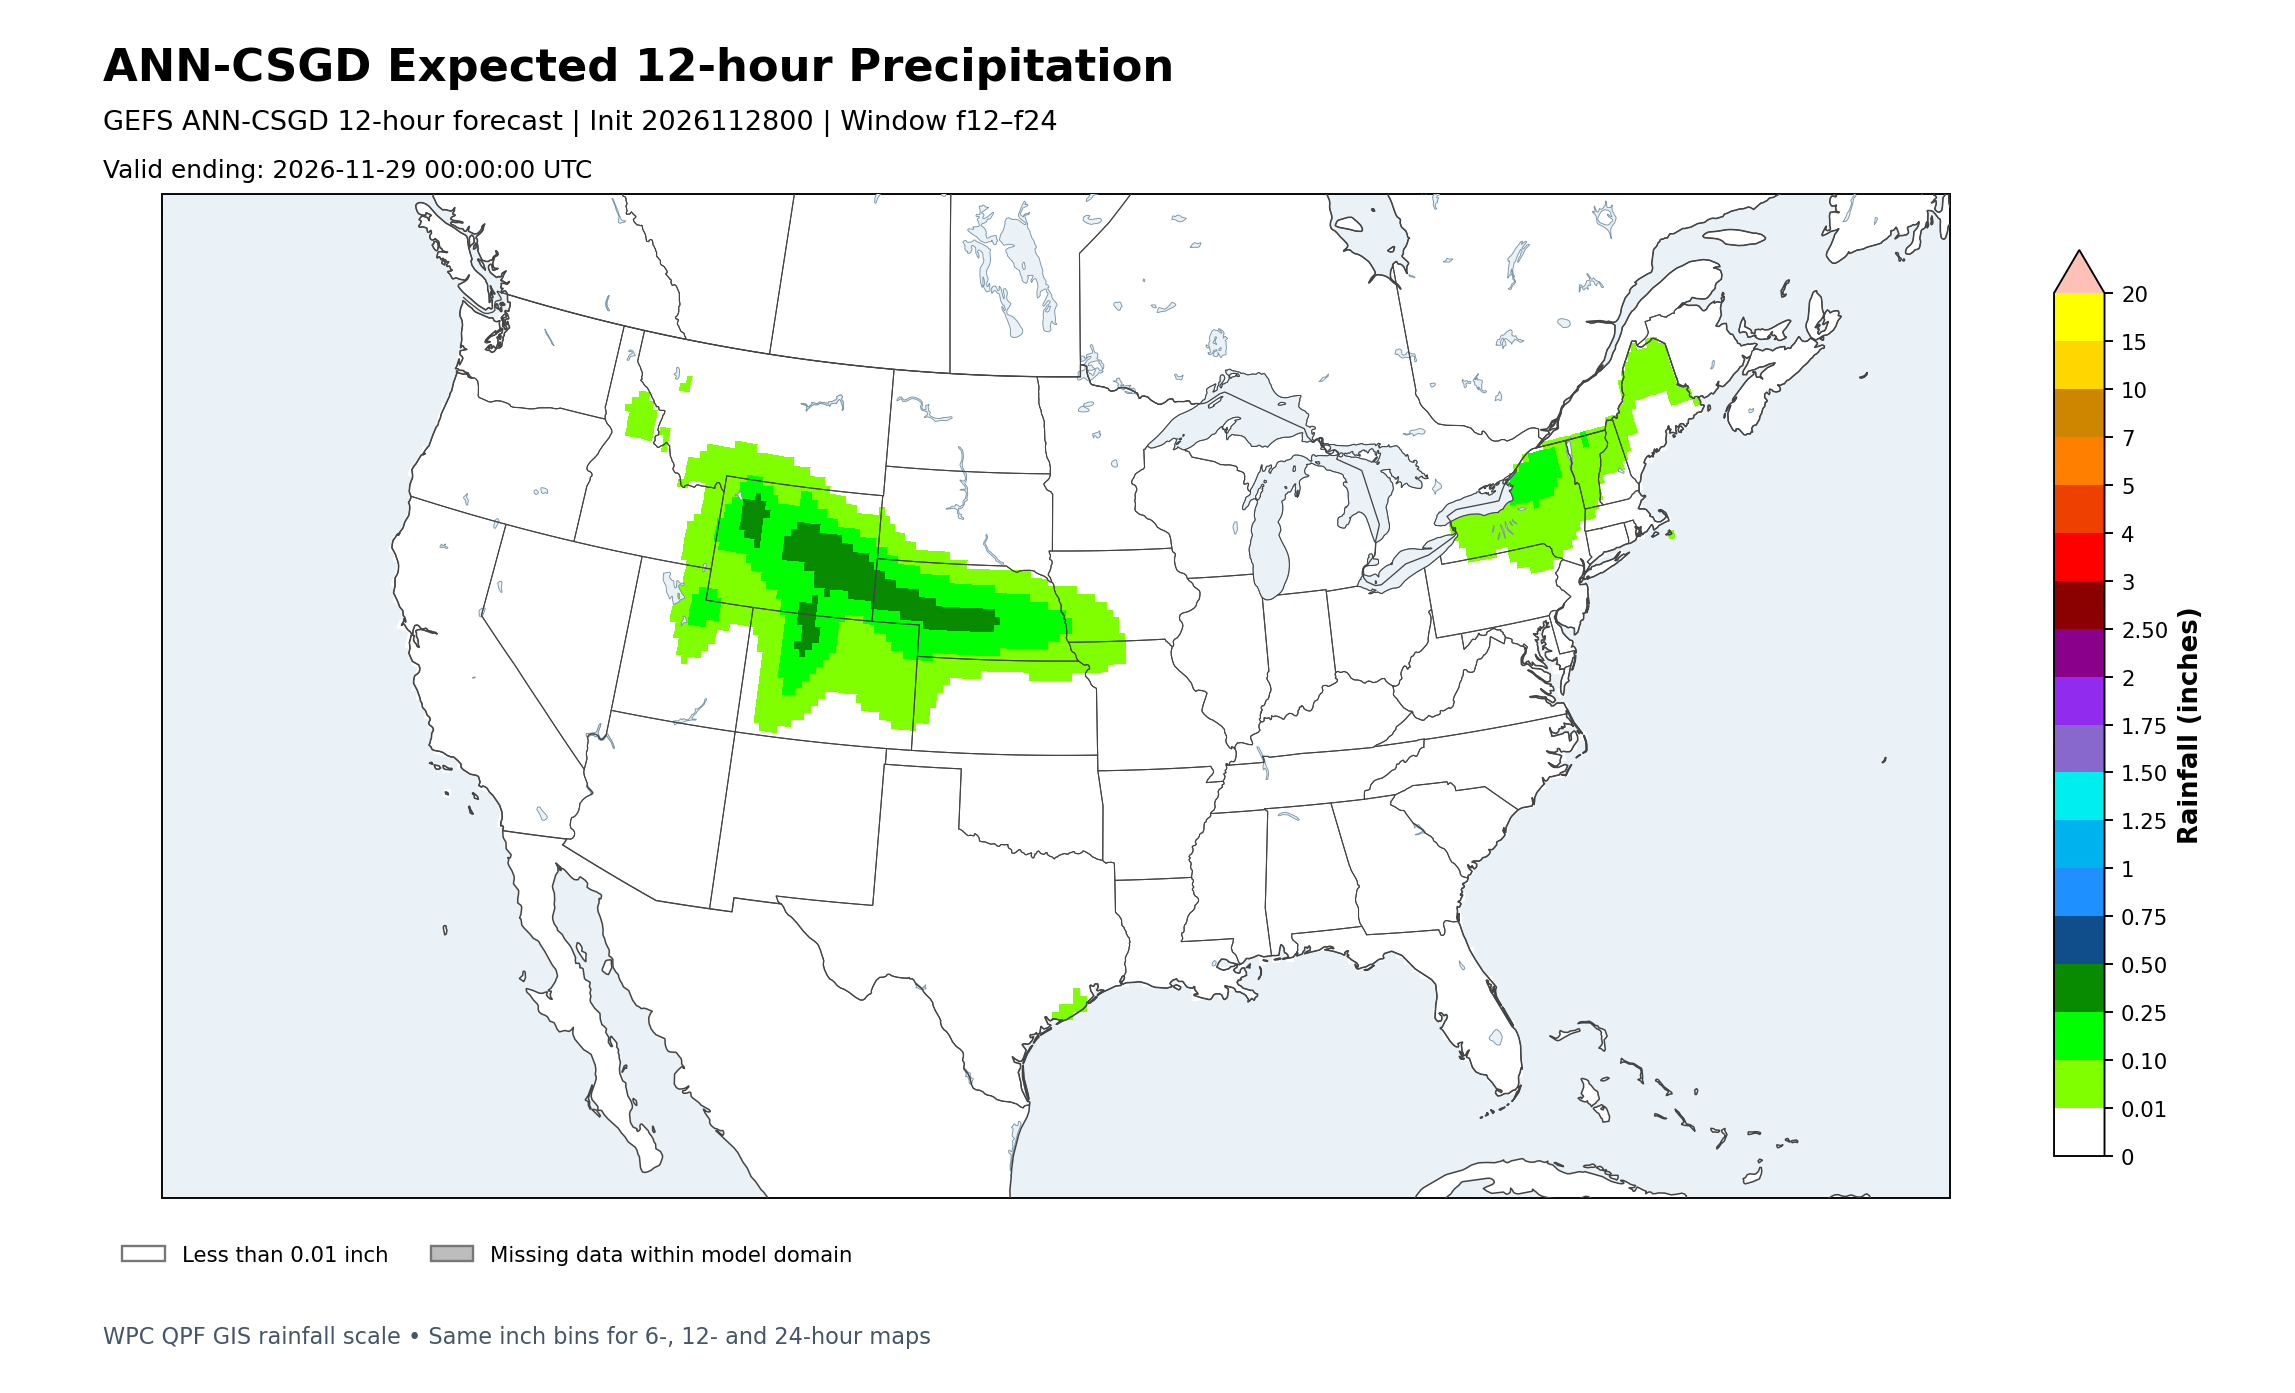 ANN-CSGD Expected 12-hour Precipitation
GEFS ANN-CSGD 12-hour forecast | Init 2026112800 | Window f12–f24
Valid ending: 2026-11-29 00:00:00 UTC
20
15
10
7
5
4
3
2.50
2
1.75
1.50
1.25
1
0.75
0.50
0.25
0.10
0.01
0
Rainfall (inches)
Less than 0.01 inch
Missing data within model domain
WPC QPF GIS rainfall scale • Same inch bins for 6-, 12- and 24-hour maps